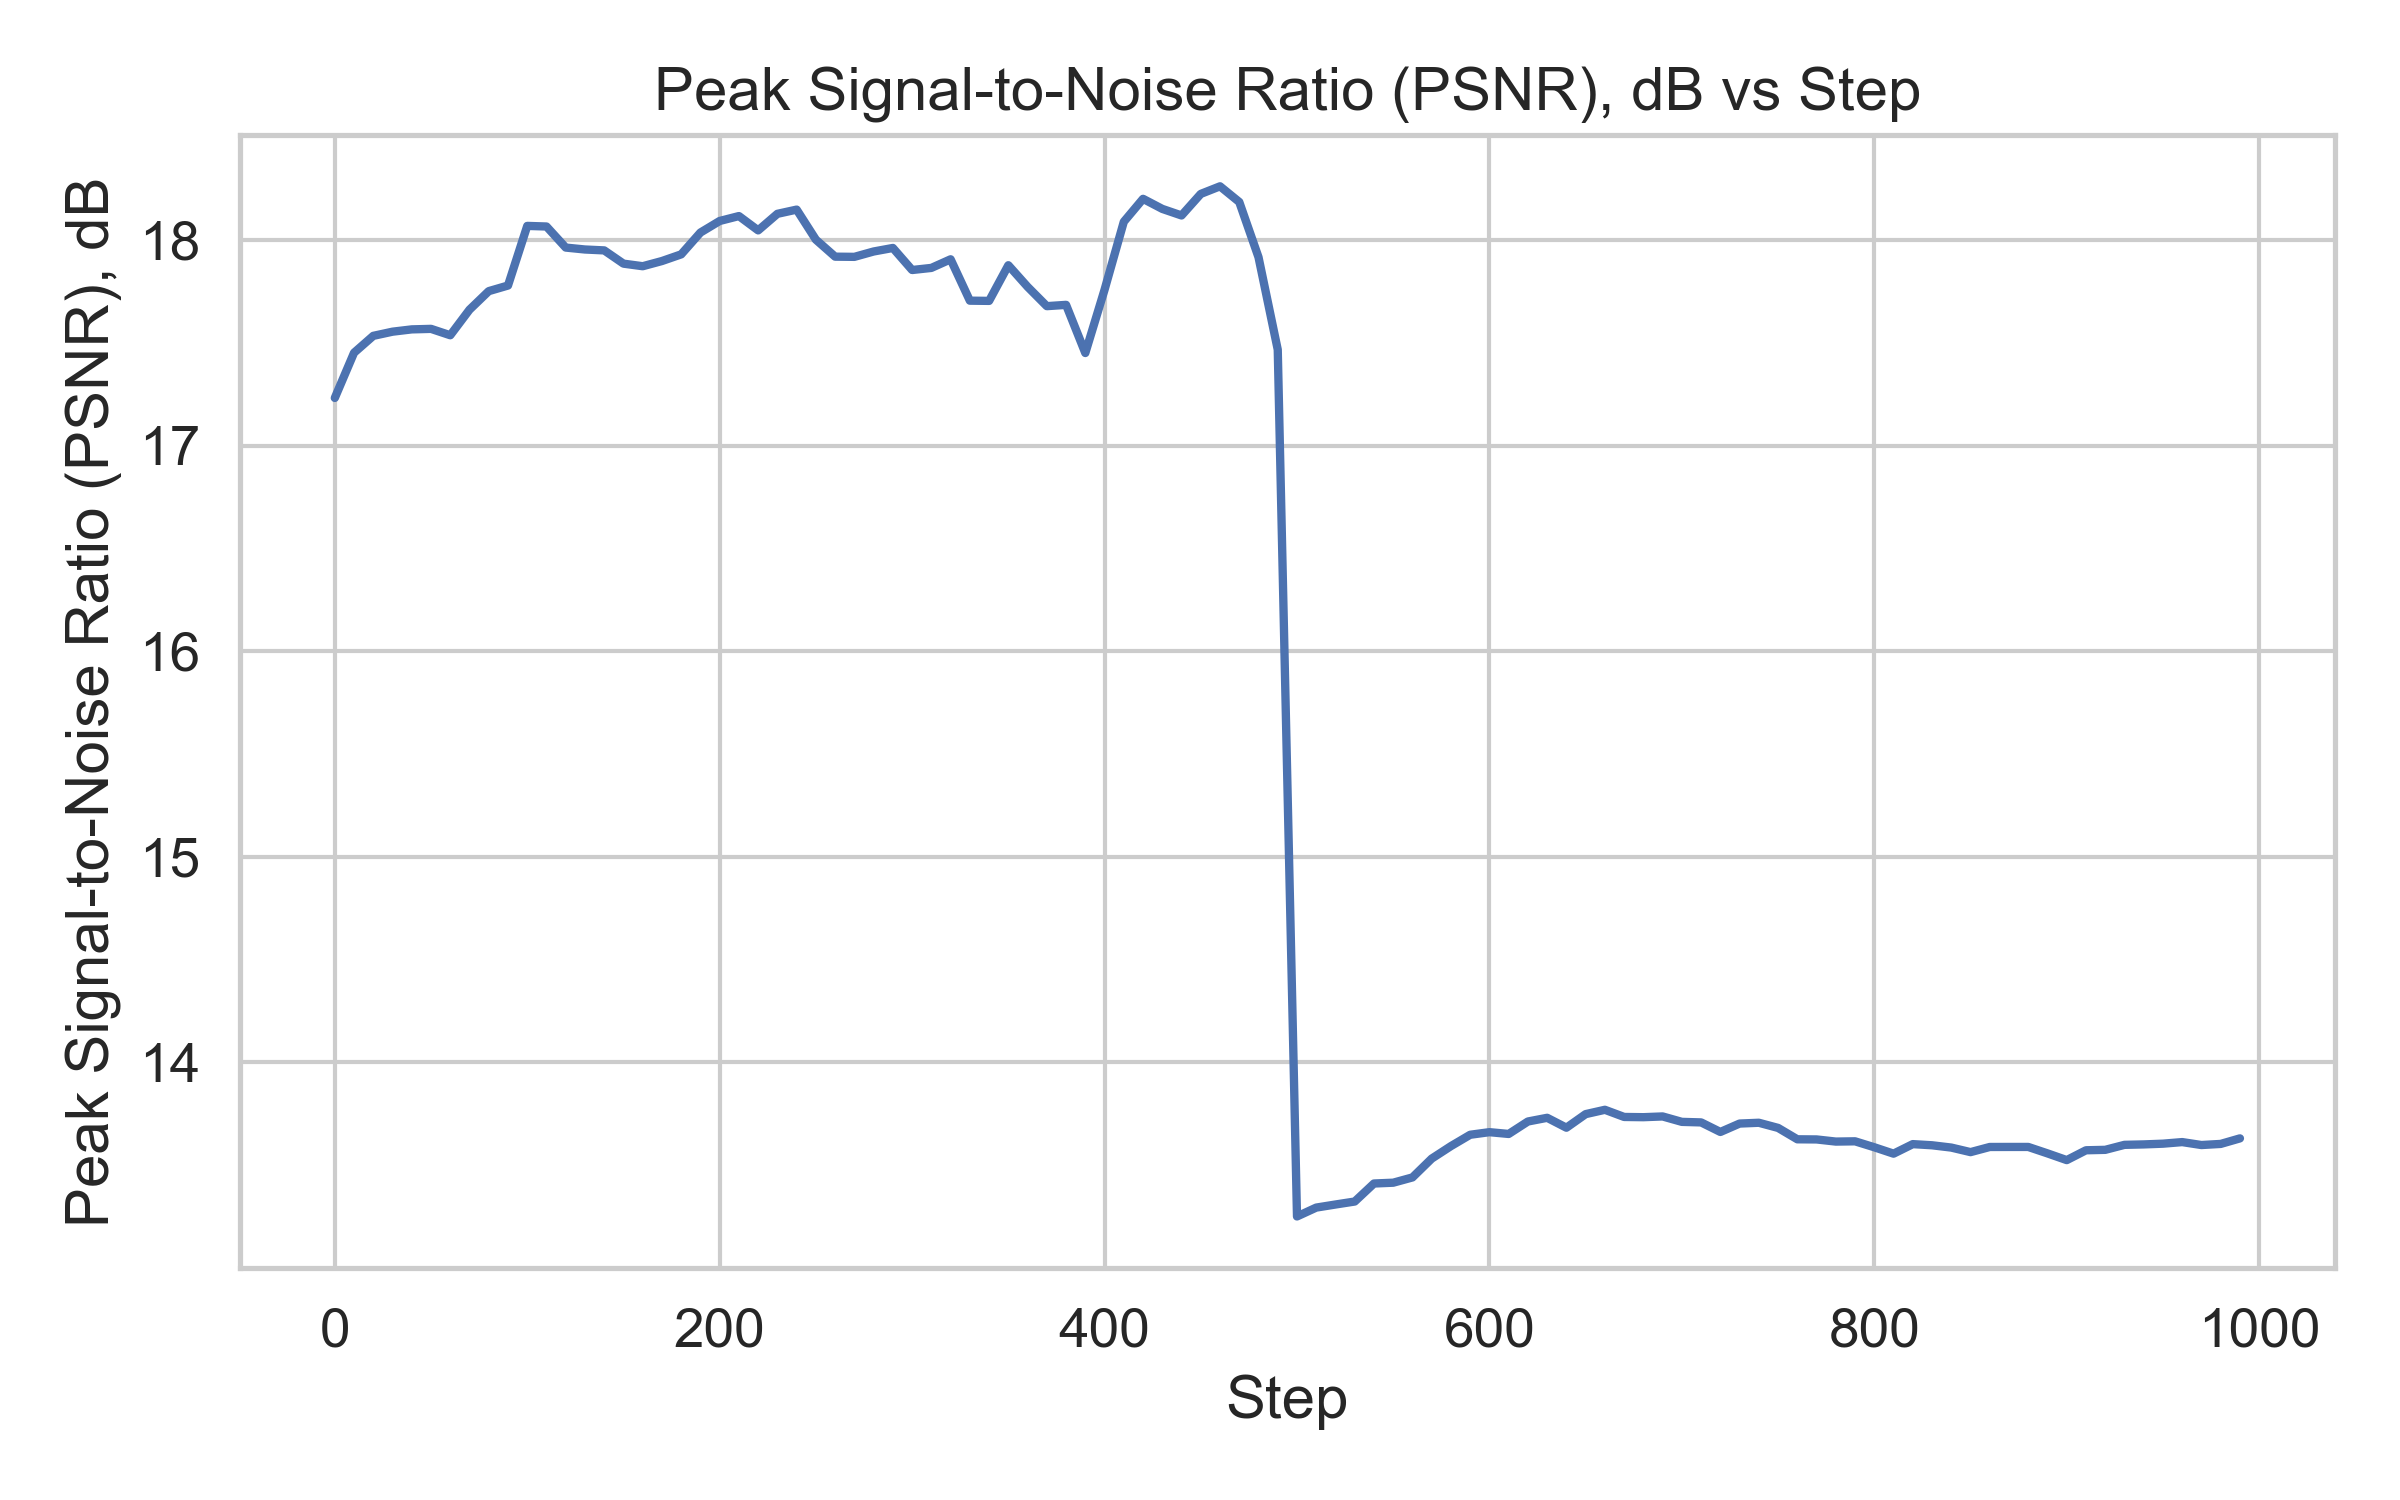 Peak Signal-to-Noise Ratio (PSNR), dB vs Step
Peak Signal-to-Noise Ratio (PSNR), dB
18
17
16
15
14
0 200 400 600 800 1000
Step